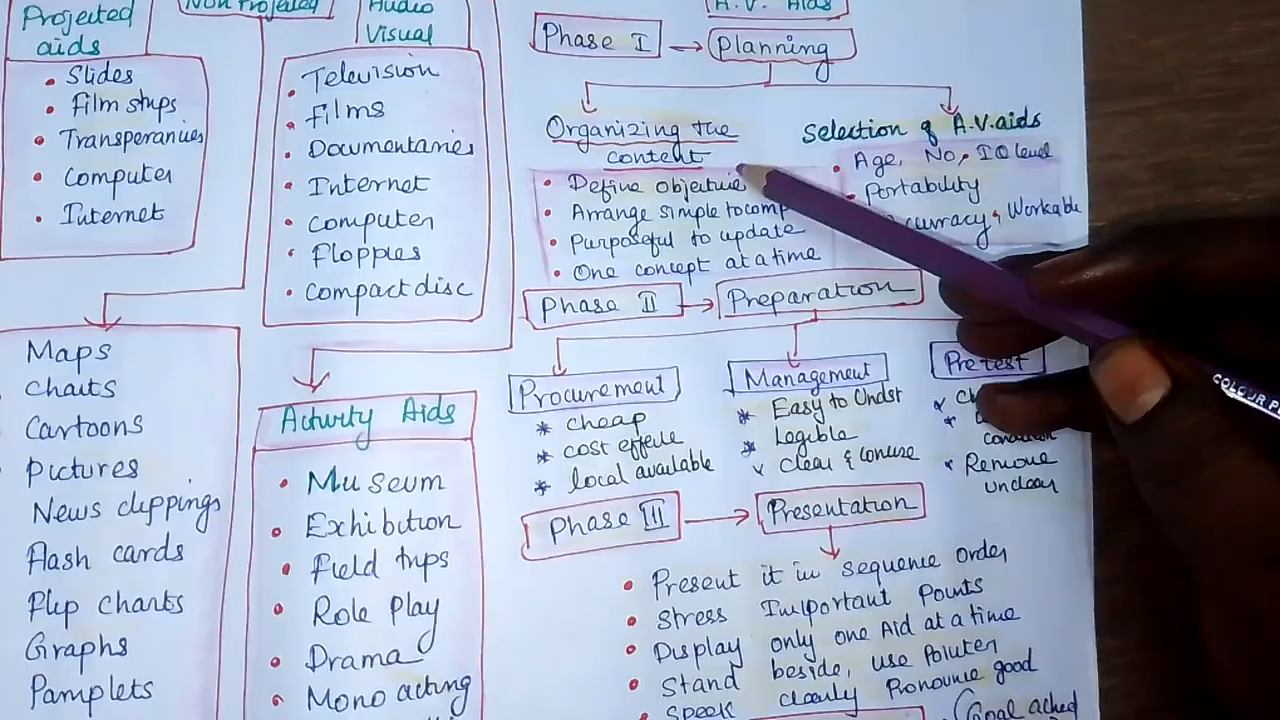 Projected
aids
• Slides
• Film strips
• Transperancies
• Computer
• Internet
Non Projected
Maps
Charts
Cartoons
Pictures
News clippings
Flash cards
Flip charts
Graphs
Pamplets
Audio
Visual
• Television
• Films
• Documentaries
• Internet
• Computer
• Floppies
• Compact disc
Activity Aids
• Museum
• Exhibition
• Field trips
• Role play
• Drama
• Mono acting
A.V. Aids
Phase I → Planning
Organizing the
content
• Define objective
• Arrange simple to comp
• Purposeful to update
• One concept at a time
Selection of A.V. aids
• Age, No, IQ level
• Portability
Workable
Phase II → Preparation
Procurement
* cheap
* cost effetie
* local available
Management
* Easy to Undst
* Legible
x Clear & concise
Pretest
* Remove
unclear
Phase III → Presentation
• Present it in sequence order
• Stress Important Points
• Display only one Aid at a time
• Stand beside, use Pointer
• Speek clearly Pronounce good
Goal ached
COLOUR P